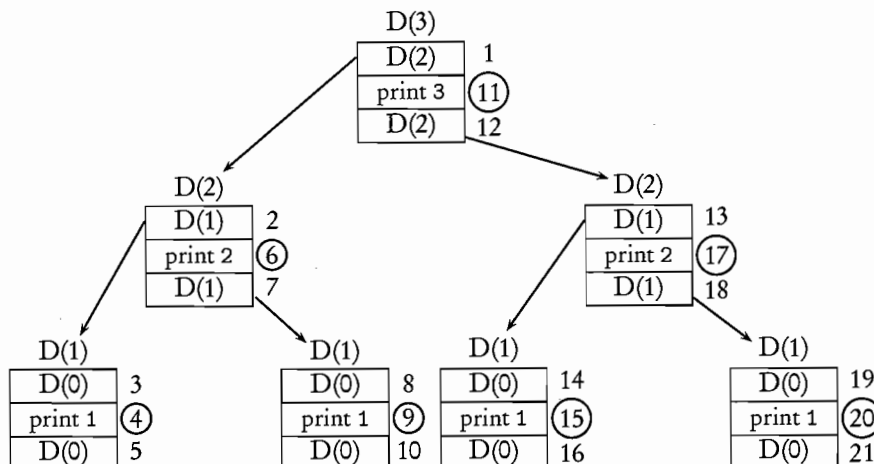 D(3)
D(2) 1
print 3 11
D(2) 12
D(2) D(2)
D(1) 2 D(1) 13
print 2 6 print 2 17
D(1) 7 D(1) 18
D(1) D(1) D(1) D(1)
D(0) 3 D(0) 8 D(0) 14 D(0) 19
print 1 4 print 1 9 print 1 15 print 1 20
D(0) 5 D(0) 10 D(0) 16 D(0) 21